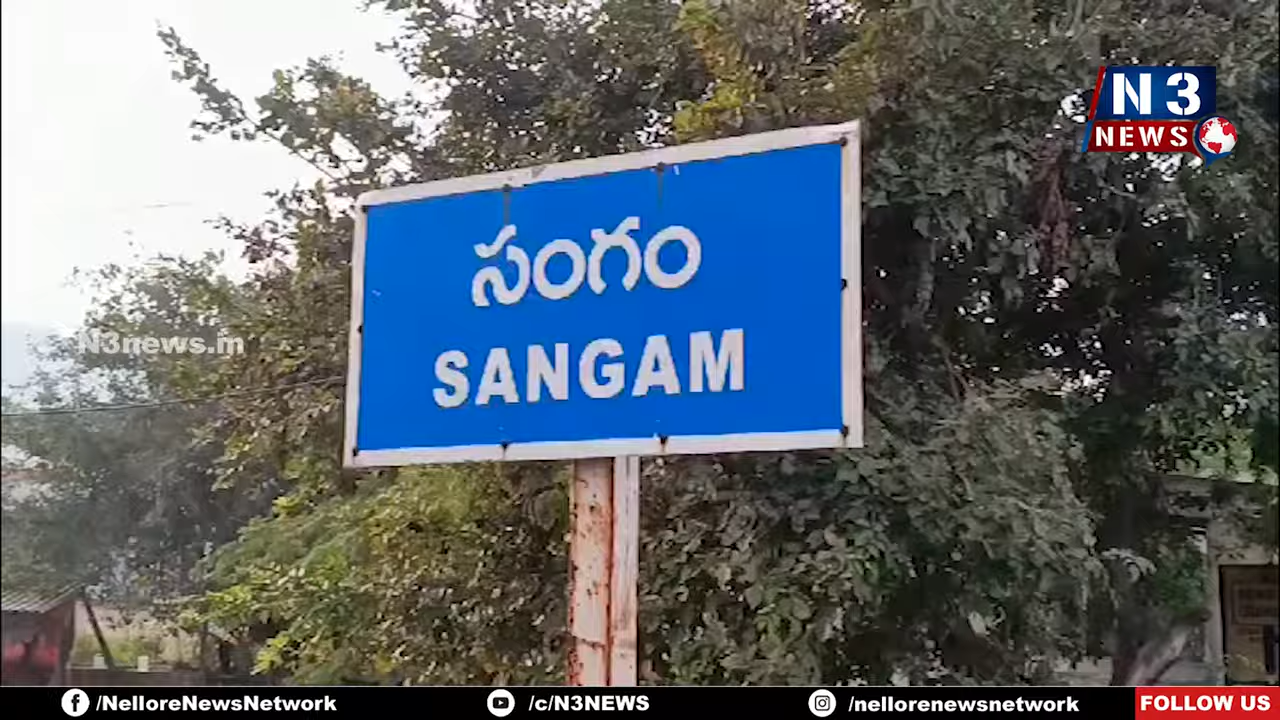 N3
NEWS
సంగం
SANGAM
N3news.in
/NelloreNewsNetwork
/c/N3NEWS
/nellorenewsnetwork
FOLLOW US